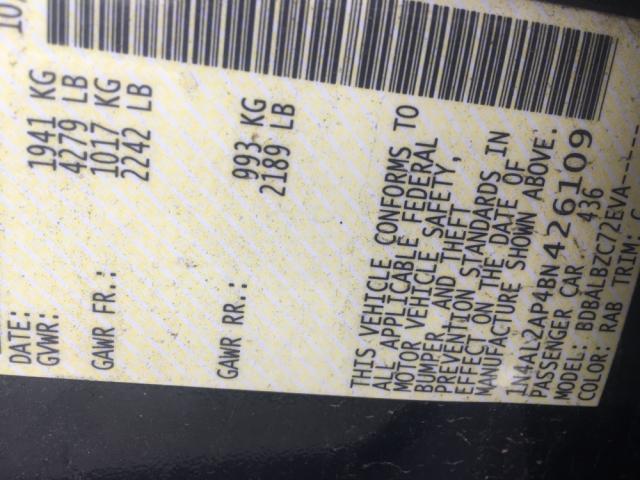 DATE:
GVWR: 1941 KG
4279 LB
GAWR FR.: 1017 KG
2242 LB
GAWR RR.: 993 KG
2189 LB
THIS VEHICLE CONFORMS TO
ALL APPLICABLE FEDERAL
MOTOR VEHICLE SAFETY,
BUMPER, AND THEFT
PREVENTION STANDARDS IN
EFFECT ON THE DATE OF
MANUFACTURE SHOWN ABOVE.
1N4AL2AP4BN426109
PASSENGER CAR 436
MODEL: BDBALBZC72EVA----
COLOR: RAB TRIM: G